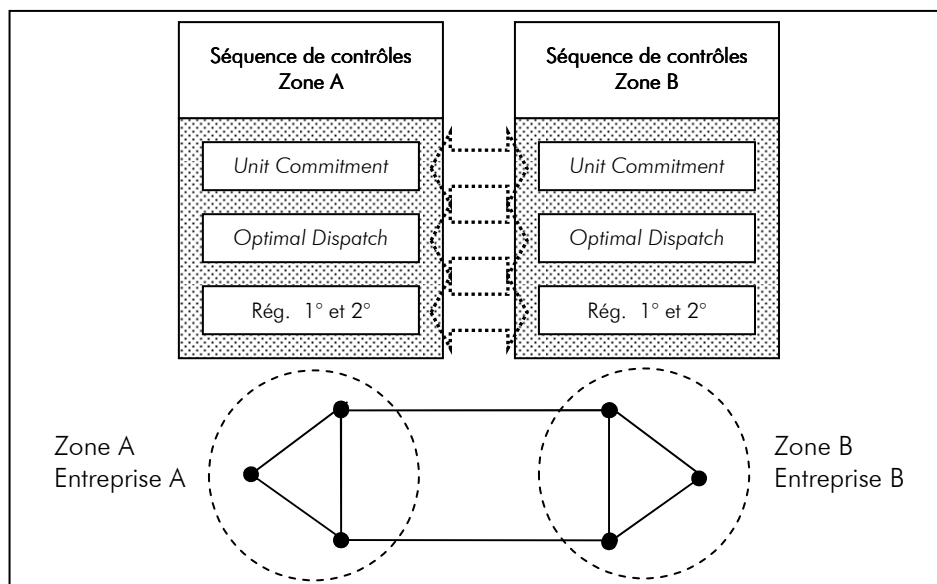 Séquence de contrôles
Zone A
Séquence de contrôles
Zone B
Unit Commitment
Unit Commitment
Optimal Dispatch
Optimal Dispatch
Rég. 1° et 2°
Rég. 1° et 2°
Zone A
Entreprise A
Zone B
Entreprise B